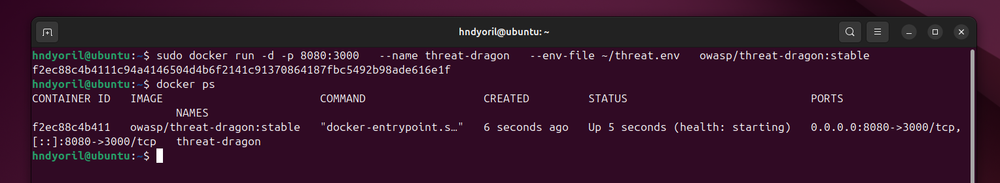 hndyoril@ubuntu: ~
hndyoril@ubuntu:~$ sudo docker run -d -p 8080:3000   --name threat-dragon   --env-file ~/threat.env   owasp/threat-dragon:stable
f2ec88c4b4111c94a4146504d4b6f2141c91370864187fbc5492b98ade616e1f
hndyoril@ubuntu:~$ docker ps
CONTAINER ID   IMAGE                        COMMAND                  CREATED         STATUS                            PORTS
                      NAMES
f2ec88c4b411   owasp/threat-dragon:stable   "docker-entrypoint.s…"   6 seconds ago   Up 5 seconds (health: starting)   0.0.0.0:8080->3000/tcp,
[::]:8080->3000/tcp   threat-dragon
hndyoril@ubuntu:~$